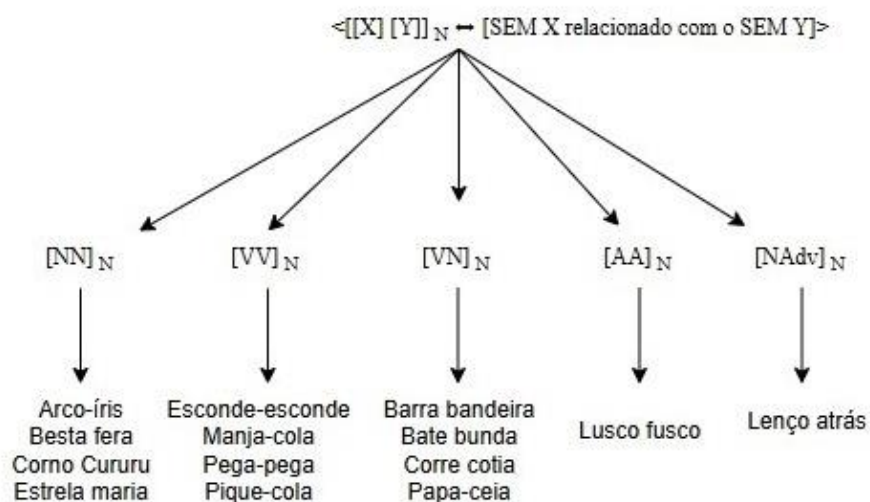 <[[X] [Y]] N ↔ [SEM X relacionado com o SEM Y]>
[NN] N [VV] N [VN] N [AA] N [NAdv] N
Arco-íris
Besta fera
Corno Cururu
Estrela maria
Esconde-esconde
Manja-cola
Pega-pega
Pique-cola
Barra bandeira
Bate bunda
Corre cotia
Papa-ceia
Lusco fusco
Lenço atrás